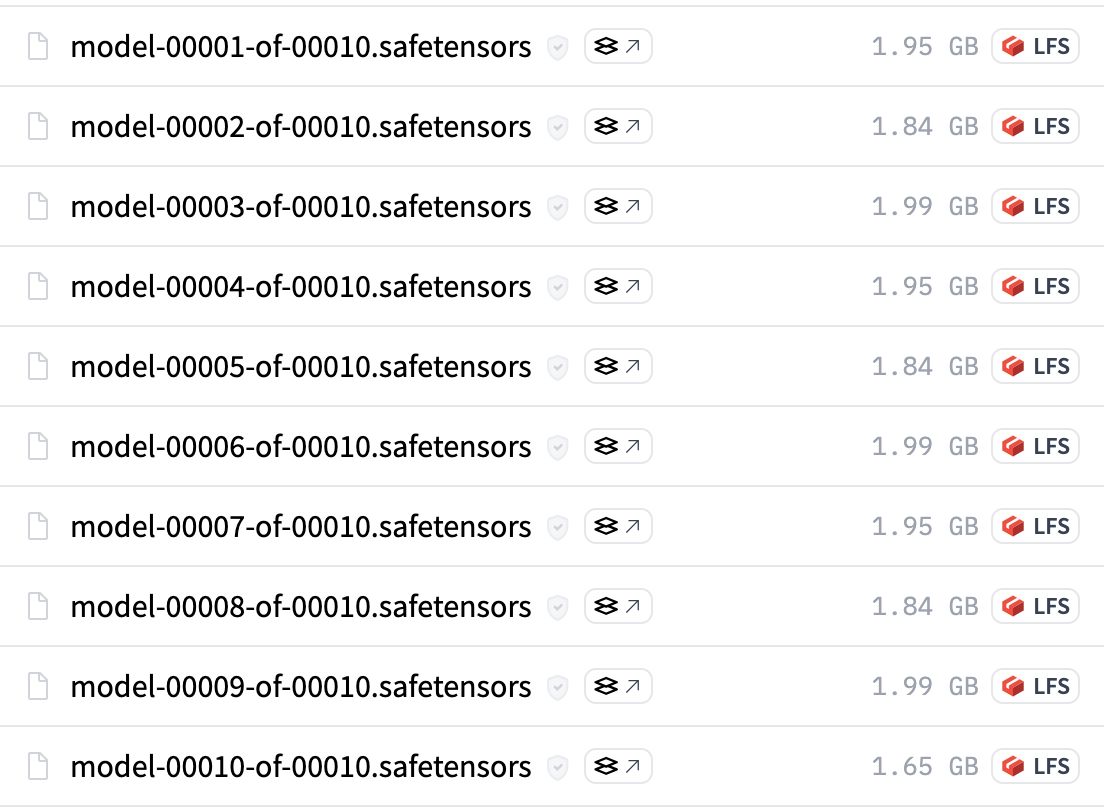 model-00001-of-00010.safetensors 1.95 GB LFS
model-00002-of-00010.safetensors 1.84 GB LFS
model-00003-of-00010.safetensors 1.99 GB LFS
model-00004-of-00010.safetensors 1.95 GB LFS
model-00005-of-00010.safetensors 1.84 GB LFS
model-00006-of-00010.safetensors 1.99 GB LFS
model-00007-of-00010.safetensors 1.95 GB LFS
model-00008-of-00010.safetensors 1.84 GB LFS
model-00009-of-00010.safetensors 1.99 GB LFS
model-00010-of-00010.safetensors 1.65 GB LFS